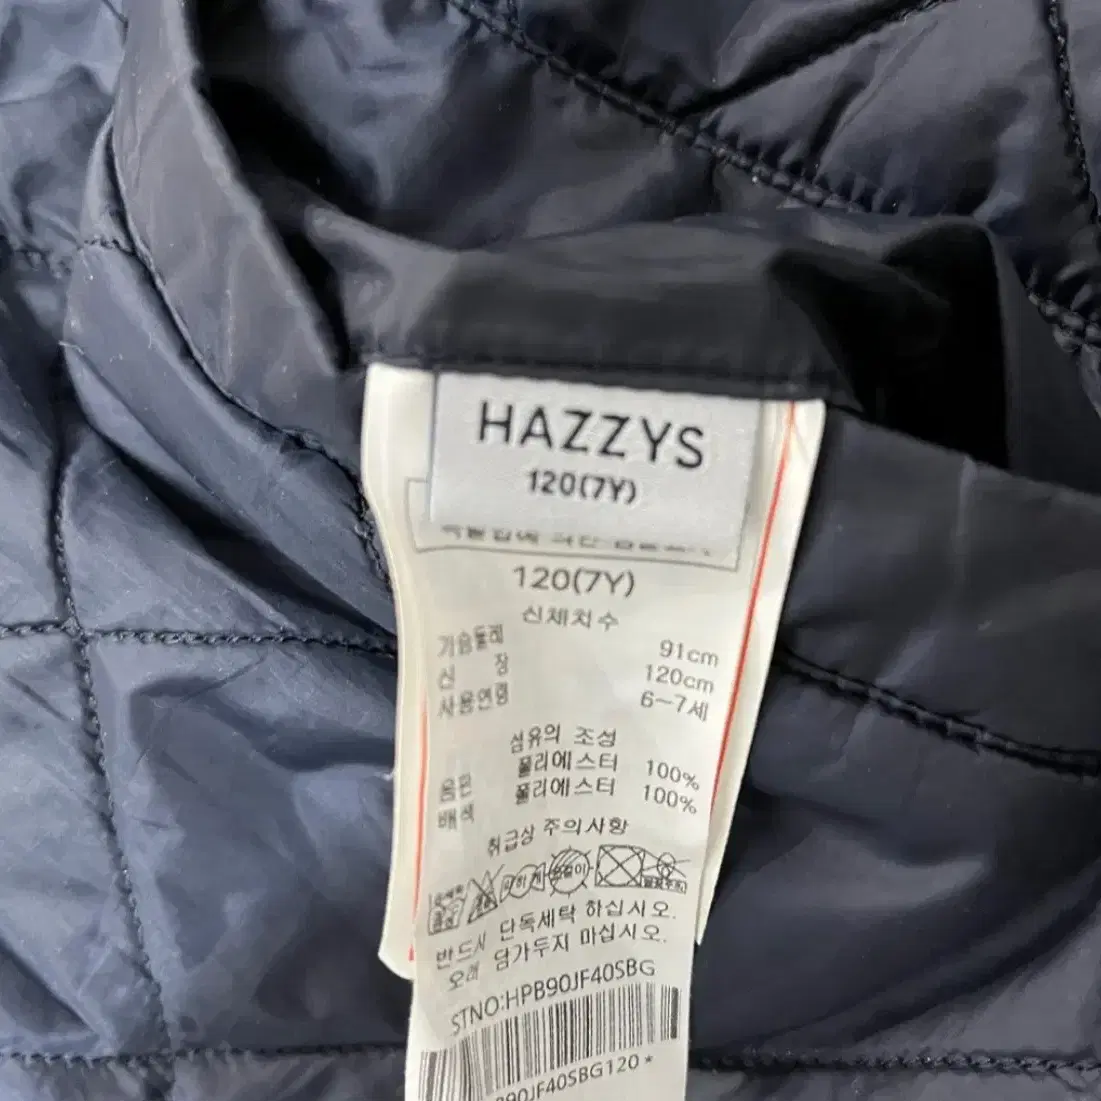 HAZZYS
120(7Y)
120(7Y)
신체치수
가슴둘레 91cm
신 장 120cm
사용연령 6~7세
섬유의 조성
폴리에스터 100%
폴리에스터 100%
배색
취급상 주의사항
반드시 단독세탁 하십시오.
오래 담가두지 마십시오.
STNO:HPB90JF40SBG
90JF40SBG120 *